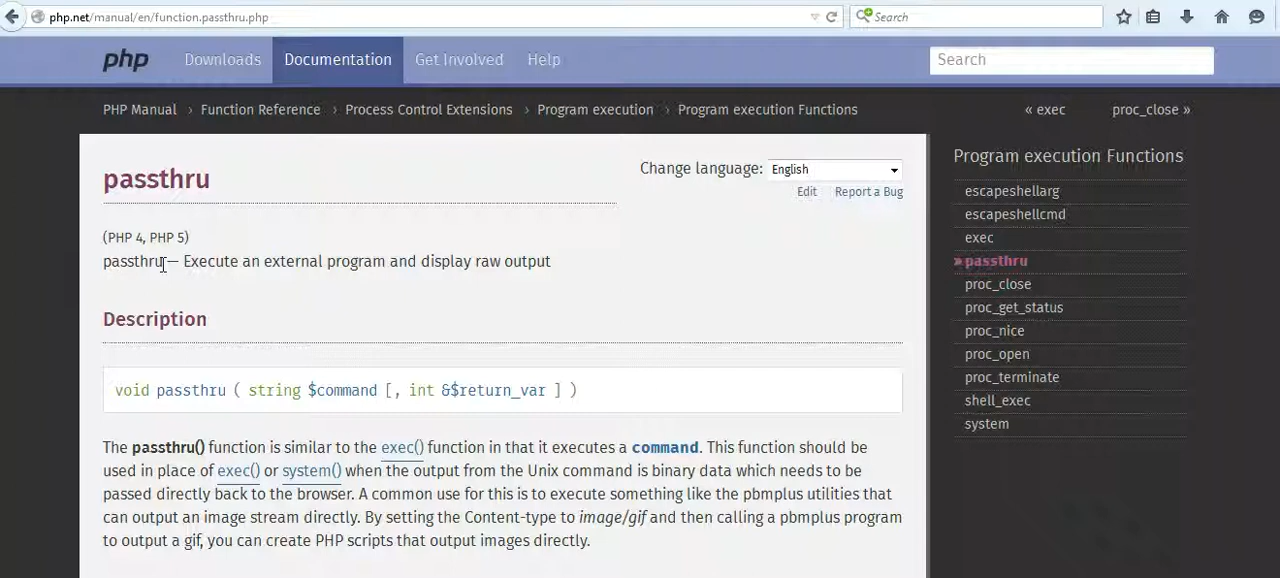 php.net/manual/en/function.passthru.php
Search
php
Downloads
Documentation
Get Involved
Help
Search
PHP Manual › Function Reference › Process Control Extensions › Program execution › Program execution Functions
« exec
proc_close »
passthru
Change language: English
Edit
Report a Bug
(PHP 4, PHP 5)
passthru — Execute an external program and display raw output
Description
void passthru ( string $command [, int &$return_var ] )
The passthru() function is similar to the exec() function in that it executes a command. This function should be
used in place of exec() or system() when the output from the Unix command is binary data which needs to be
passed directly back to the browser. A common use for this is to execute something like the pbmplus utilities that
can output an image stream directly. By setting the Content-type to image/gif and then calling a pbmplus program
to output a gif, you can create PHP scripts that output images directly.
Program execution Functions
escapeshellarg
escapeshellcmd
exec
» passthru
proc_close
proc_get_status
proc_nice
proc_open
proc_terminate
shell_exec
system